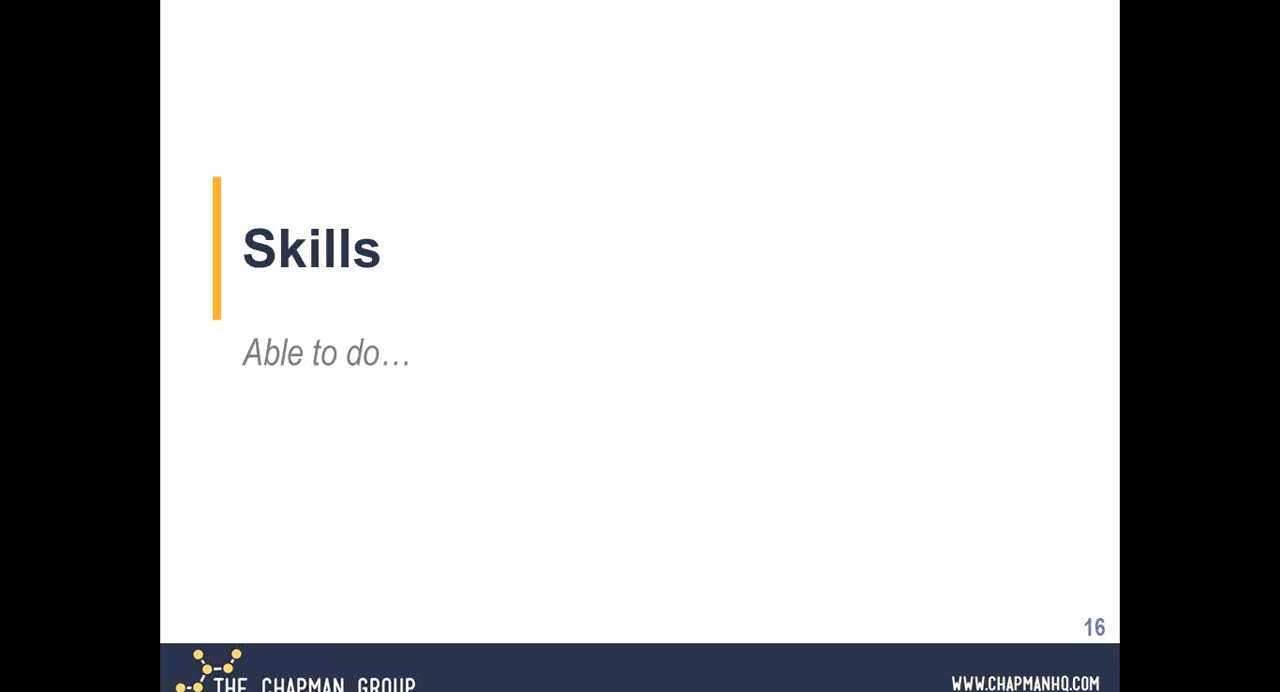 Skills
Able to do…
16
THE CHAPMAN GROUP
WWW.CHAPMANHQ.COM